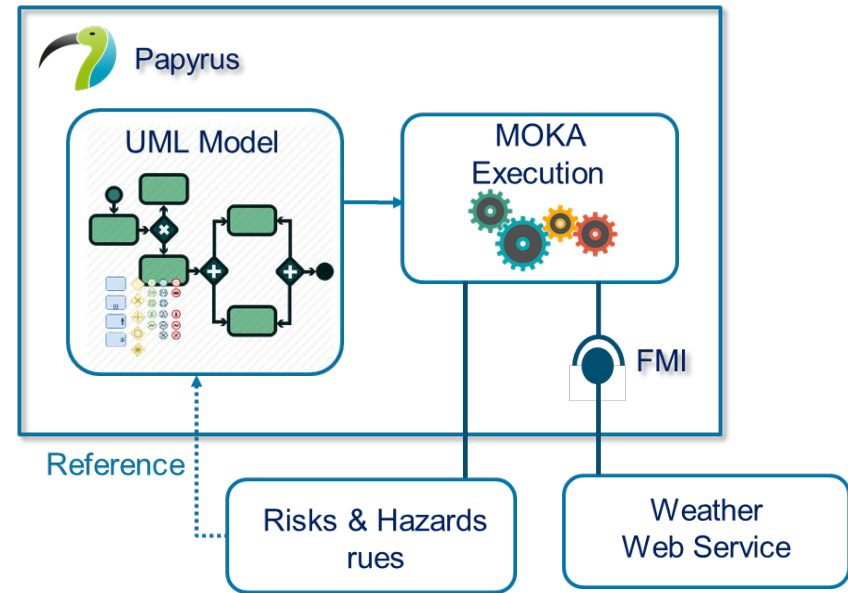 Papyrus
UML Model
MOKA
Execution
FMI
Reference
Risks & Hazards
rues
Weather
Web Service